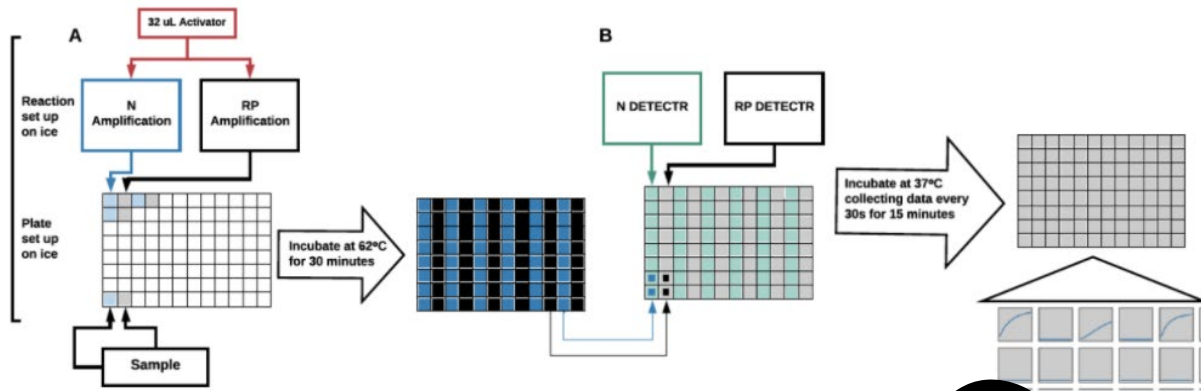 A
32 uL Activator
Reaction
set up
on ice
N
Amplification
RP
Amplification
Plate
set up
on ice
Sample
Incubate at 62ºC
for 30 minutes
B
N DETECTR
RP DETECTR
Incubate at 37ºC
collecting data every
30s for 15 minutes